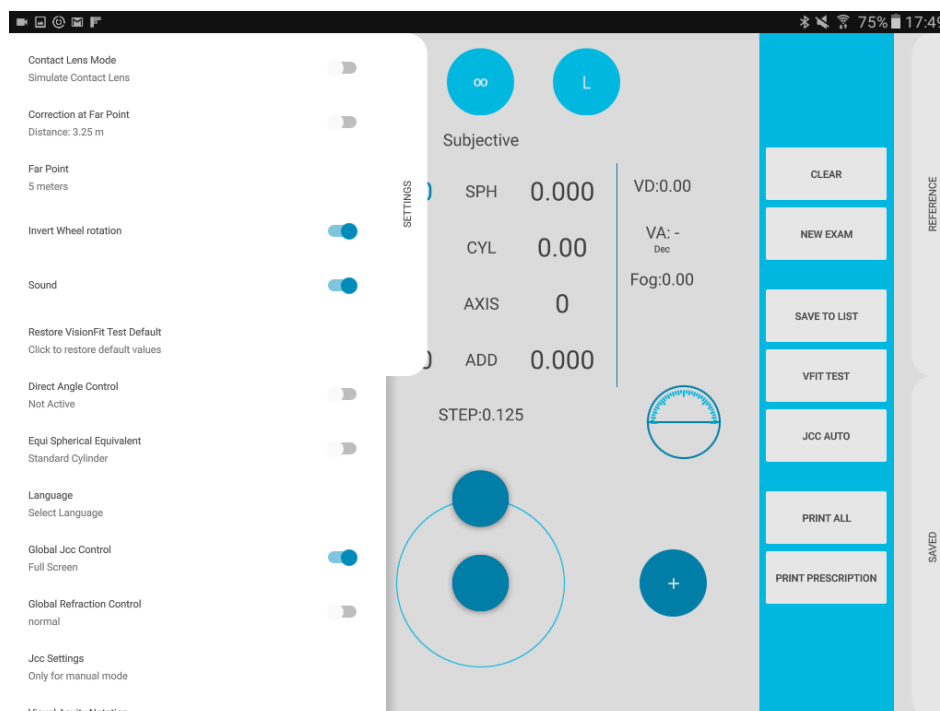 75% 17:49
Contact Lens Mode
Simulate Contact Lens
Correction at Far Point
Distance: 3.25 m
Far Point
5 meters
Invert Wheel rotation
Sound
Restore VisionFit Test Default
Click to restore default values
Direct Angle Control
Not Active
Equi Spherical Equivalent
Standard Cylinder
Language
Select Language
Global Jcc Control
Full Screen
Global Refraction Control
normal
Jcc Settings
Only for manual mode
Visual Acuity Notation
SETTINGS
∞ L
Subjective
SPH 0.000
CYL 0.00
AXIS 0
ADD 0.000
VD:0.00
VA: -
Dec
Fog:0.00
STEP:0.125
+
CLEAR
NEW EXAM
SAVE TO LIST
VFIT TEST
JCC AUTO
PRINT ALL
PRINT PRESCRIPTION
REFERENCE
SAVED